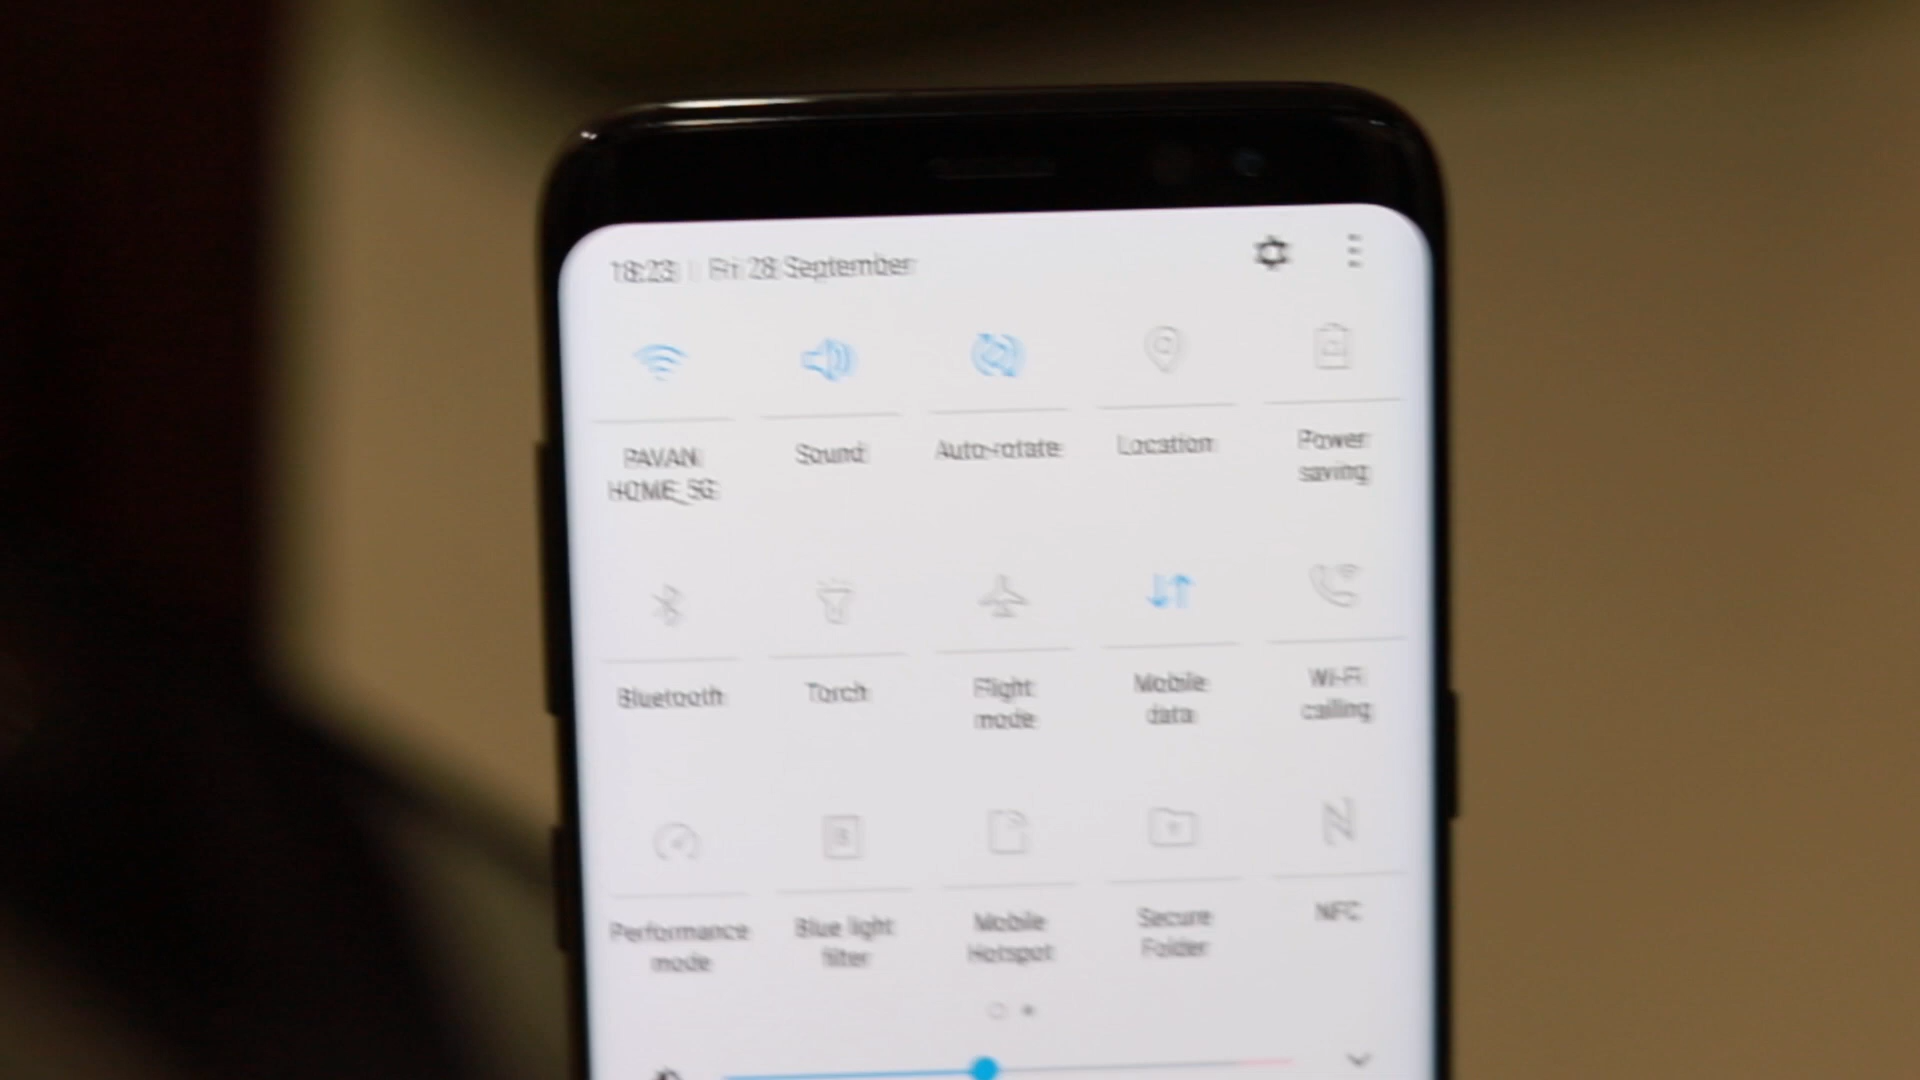 18:23 | Fri 28 September
PAVAN
HOME_5G
Sound
Auto-rotate
Location
Power
saving
Bluetooth
Torch
Flight
mode
Mobile
data
Wi-Fi
calling
Performance
mode
Blue light
filter
Mobile
Hotspot
Secure
Folder
NFC